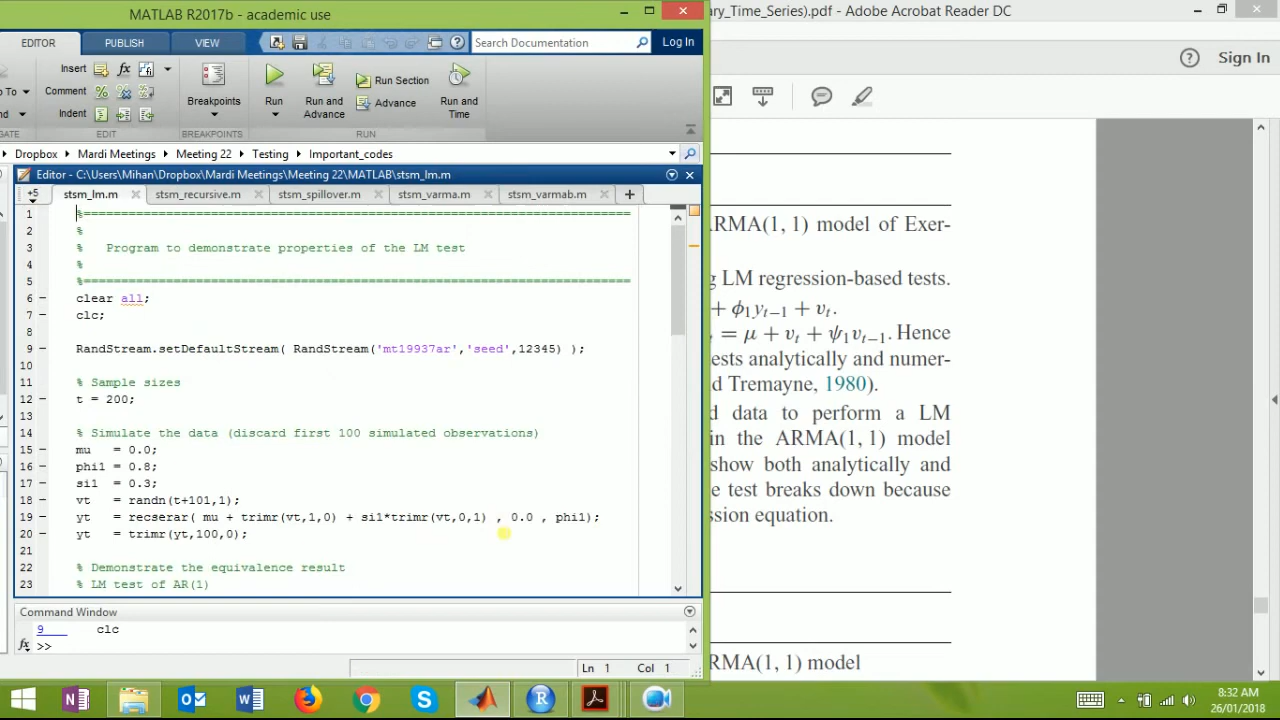 MATLAB R2017b - academic use
ary_Time_Series).pdf - Adobe Acrobat Reader DC
EDITOR PUBLISH VIEW
Search Documentation
Log In
Sign In
Insert fx
Comment
Indent
To
nd
Breakpoints
Run
Run and Advance
Run Section
Advance
Run and Time
GATE EDIT BREAKPOINTS RUN
Dropbox Mardi Meetings Meeting 22 Testing Important_codes
Editor - C:\Users\Mihan\Dropbox\Mardi Meetings\Meeting 22\MATLAB\stsm_lm.m
+5 stsm_lm.m stsm_recursive.m stsm_spillover.m stsm_varma.m stsm_varmab.m +
1 %=========================================================================
2 %
3 % Program to demonstrate properties of the LM test
4 %
5 %=========================================================================
6 clear all;
7 clc;
8
9 RandStream.setDefaultStream( RandStream('mt19937ar','seed',12345) );
10
11 % Sample sizes
12 t = 200;
13
14 % Simulate the data (discard first 100 simulated observations)
15 mu = 0.0;
16 phi1 = 0.8;
17 si1 = 0.3;
18 vt = randn(t+101,1);
19 yt = recserar( mu + trimr(vt,1,0) + si1*trimr(vt,0,1) , 0.0 , phi1);
20 yt = trimr(yt,100,0);
21
22 % Demonstrate the equivalence result
23 % LM test of AR(1)
Command Window
9 clc
fx >>
Ln 1 Col 1
ARMA(1, 1) model of Exer-
g LM regression-based tests.
+ ϕ₁yₜ₋₁ + vₜ.
ₜ = μ + vₜ + ψ₁vₜ₋₁. Hence
ests analytically and numer-
d Tremayne, 1980).
d data to perform a LM
in the ARMA(1, 1) model
show both analytically and
e test breaks down because
ssion equation.
RMA(1, 1) model
8:32 AM
26/01/2018